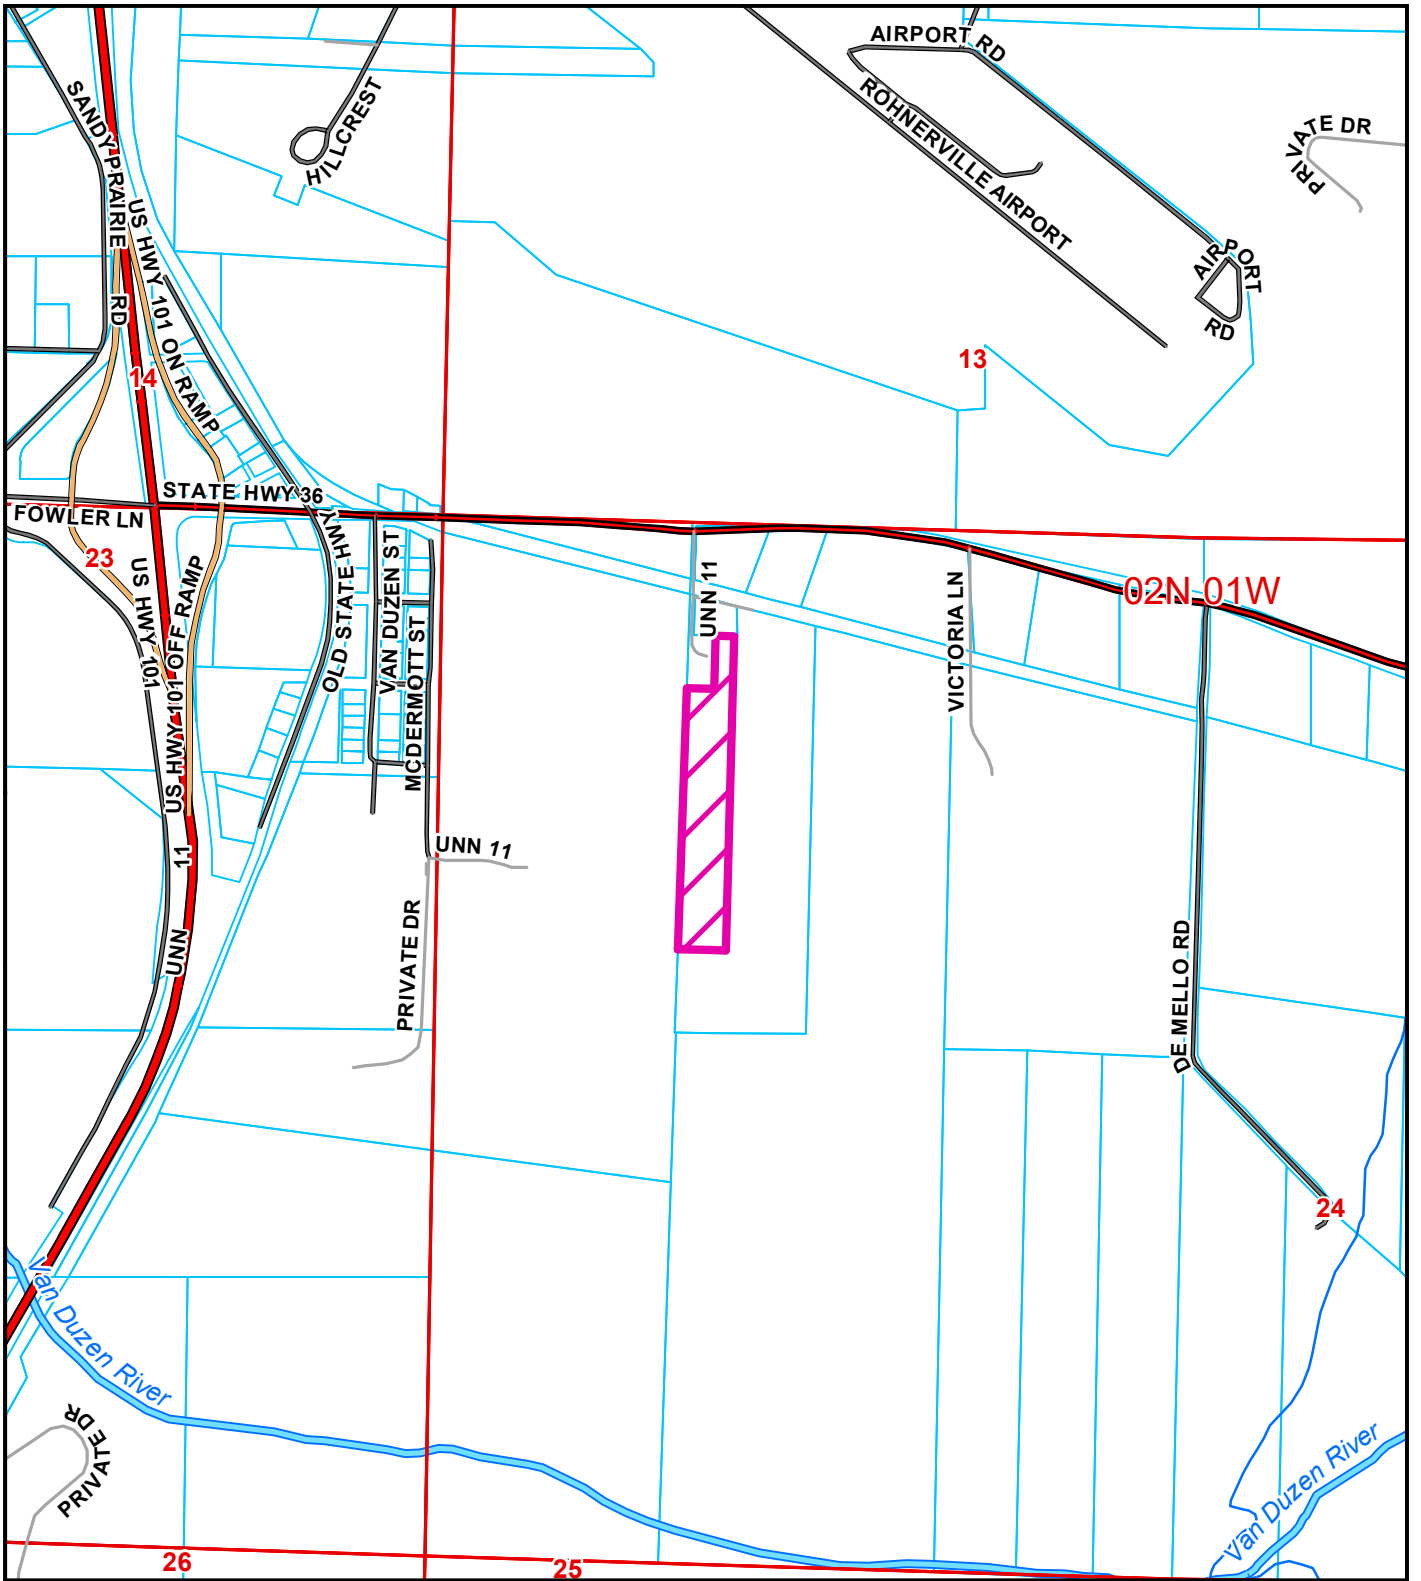 AIRPORT RD
SANDY PRAIRIE RD
HILLCREST
ROHNERVILLE AIRPORT
PRIVATE DR
US HWY 101 ON RAMP
AIRPORT RD
13
14
STATE HWY 36
FOWLER LN
23
US HWY 101
US HWY 101 OFF RAMP
OLD STATE HWY
VAN DUZEN ST
MCDERMOTT ST
UNN 11
VICTORIA LN
02N 01W
UNN 11
UNN 11
PRIVATE DR
DE MELLO RD
24
Van Duzen River
PRIVATE DR
Van Duzen River
26
25